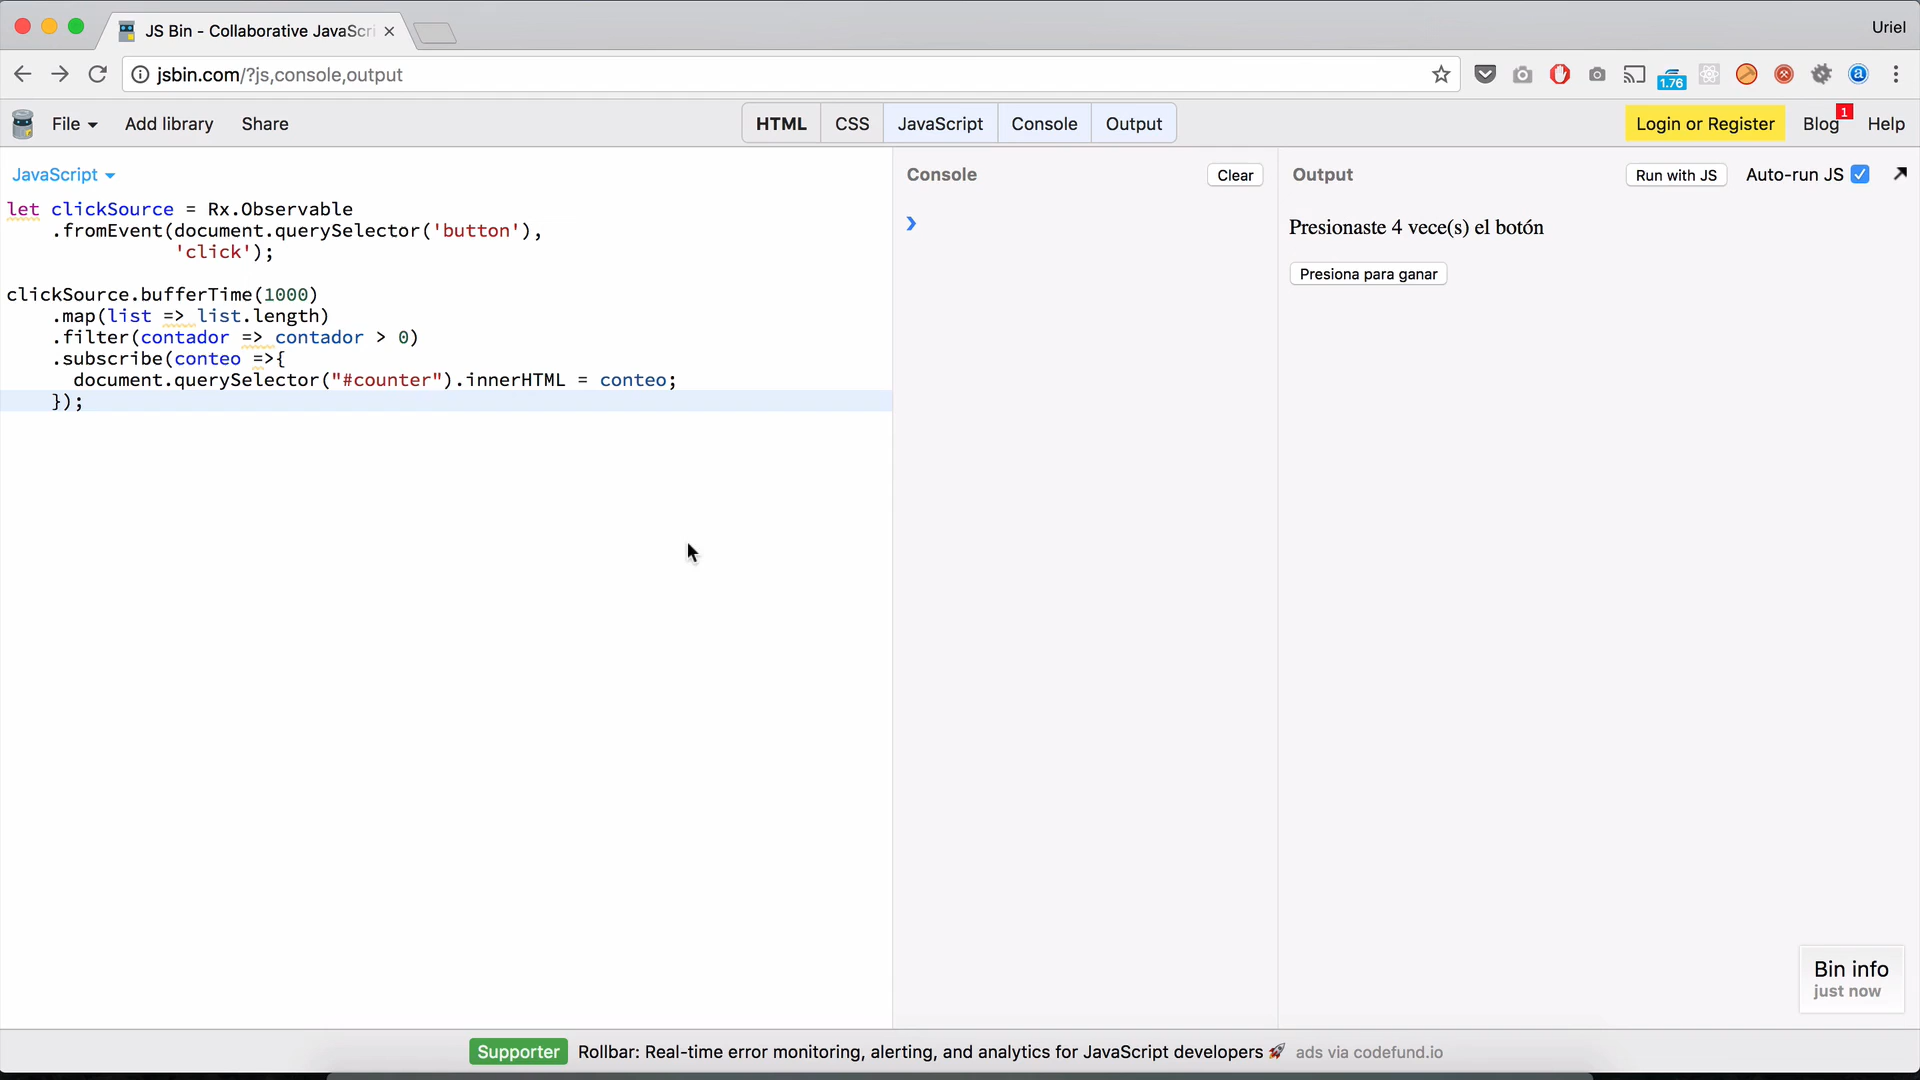 JS Bin - Collaborative JavaScri
Uriel
jsbin.com/?js,console,output
1.76
a
File
Add library
Share
HTML
CSS
JavaScript
Console
Output
Login or Register
Blog
1
Help
JavaScript
let clickSource = Rx.Observable
.fromEvent(document.querySelector('button'),
'click');
clickSource.bufferTime(1000)
.map(list => list.length)
.filter(contador => contador > 0)
.subscribe(conteo =>{
document.querySelector("#counter").innerHTML = conteo;
});
Console
Clear
Output
Run with JS
Auto-run JS
Presionaste 4 vece(s) el botón
Presiona para ganar
Bin info
just now
Supporter
Rollbar: Real-time error monitoring, alerting, and analytics for JavaScript developers 🚀 ads via codefund.io